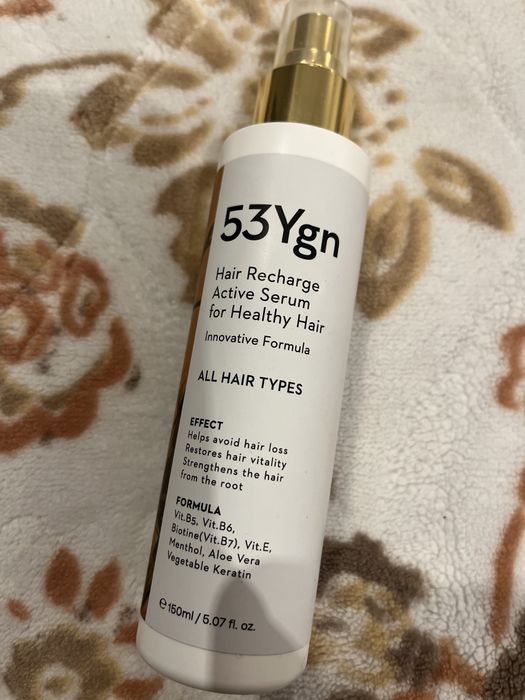 53Ygn
Hair Recharge
Active Serum
for Healthy Hair
Innovative Formula
ALL HAIR TYPES
EFFECT
Helps avoid hair loss
Restores hair vitality
Strengthens the hair
from the root
FORMULA
Vit.B5, Vit.B6,
Biotine(Vit.B7), Vit.E,
Menthol, Aloe Vera
Vegetable Keratin
℮150ml / 5.07 fl. oz.